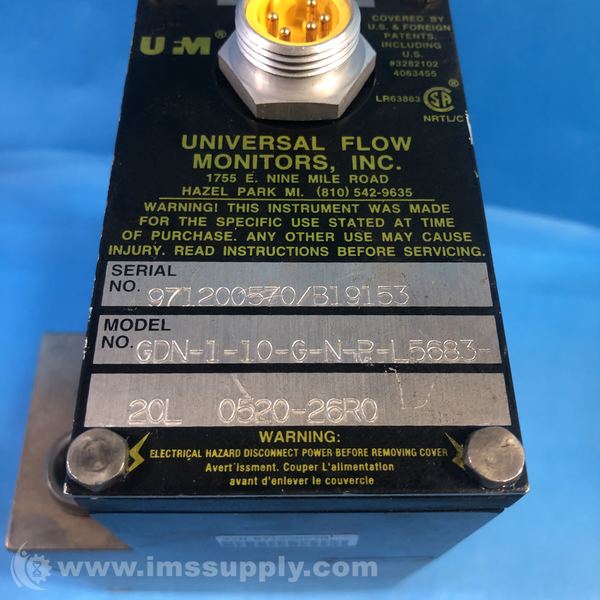 UFM®
COVERED BY
U.S. & FOREIGN
PATENTS,
INCLUDING
U.S.
#3282102
4063455
LR63883
NRTL/C
UNIVERSAL FLOW
MONITORS, INC.
1755 E. NINE MILE ROAD
HAZEL PARK MI. (810) 542-9635
WARNING! THIS INSTRUMENT WAS MADE
FOR THE SPECIFIC USE STATED AT TIME
OF PURCHASE. ANY OTHER USE MAY CAUSE
INJURY. READ INSTRUCTIONS BEFORE SERVICING.
SERIAL
NO. 971200570/B19153
MODEL
NO. GDN-1-10-G-N-P-L5683-
20L 0520-26R0
WARNING:
ELECTRICAL HAZARD DISCONNECT POWER BEFORE REMOVING COVER
Avert'issment. Couper L'alimentation
avant d'enlever le couvercle
www.imssupply.com